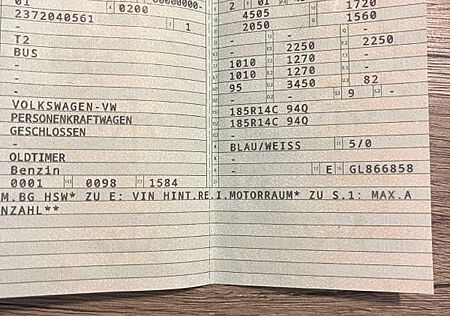 01
0200
2372040561 1
-
T2
BUS
-
-
-
VOLKSWAGEN-VW
PERSONENKRAFTWAGEN
GESCHLOSSEN
-
OLDTIMER
Benzin
0001 0098 1584
2 01 1720
4505 1560
2050 -
- - -
- 2250 2250
1010 1270 -
1010 1270 -
95 3450 82
- 9 -
185R14C 94Q
185R14C 94Q
-
BLAU/WEISS 5/0
-
- E GL866858
M.BG HSW* ZU E: VIN HINT.RE.I.MOTORRAUM* ZU S.1: MAX.A
NZAHL**